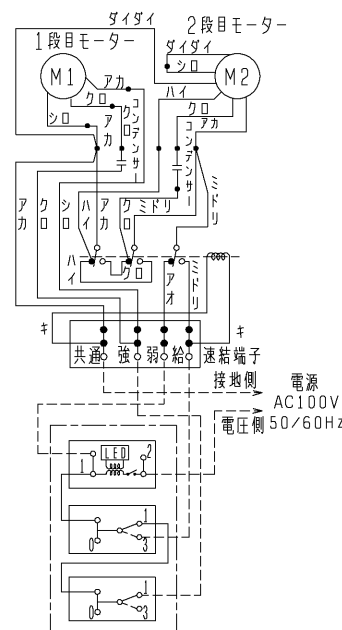 ダイダイ
1段目モーター
2段目モーター
ダイダイ
シロ
M1
M2
アカ
ハイ
クロ
クロ
シロ
クロ
アカ
コンデンサー
アカ
コンデンサー
ミドリ
アカ
クロ
シロ
ハイ
アカ
クロ
ミドリ
ハイ
クロ
アオ
ミドリ
キ
キ
共通
強
弱
給
速結端子
接地側
電源
AC100V
50/60Hz
電圧側
LED
1
2
1
0
3
1
0
3